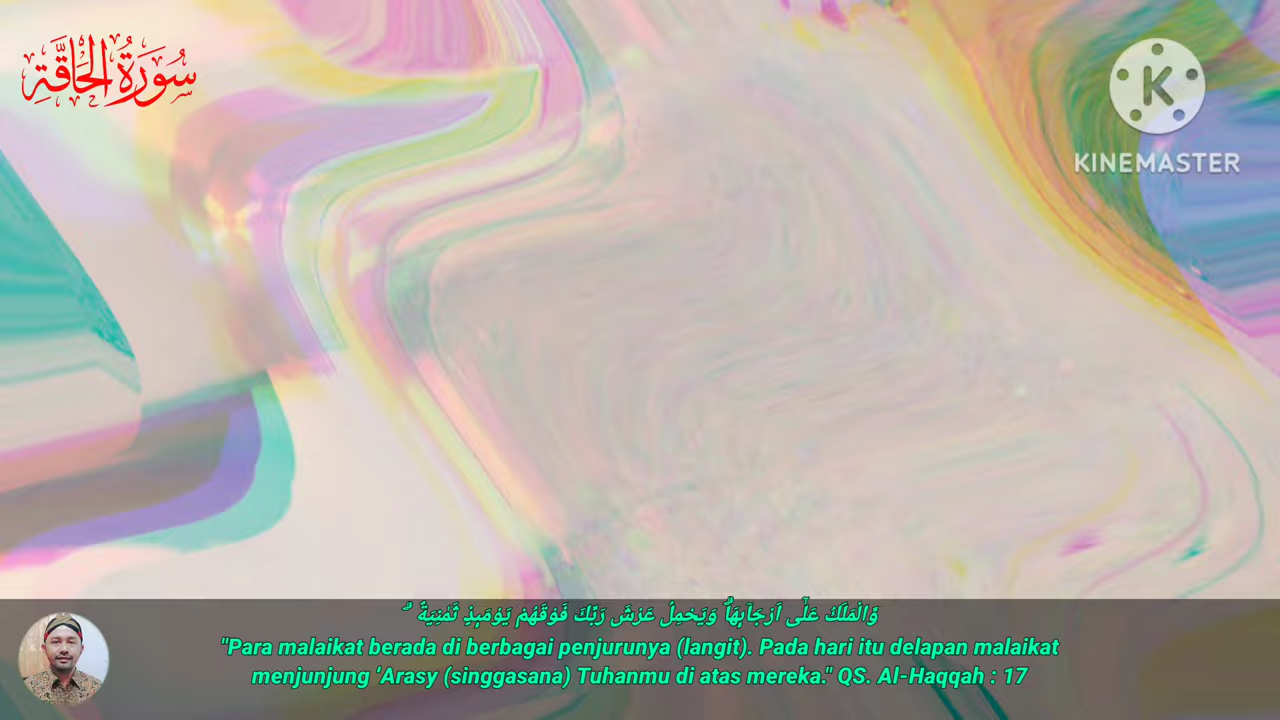 سُورَةُ الْحَاقَّةِ
KINEMASTER
وَّالْمَلَكُ عَلٰٓى اَرْجَاۤىِٕهَاۗ وَيَحْمِلُ عَرْشَ رَبِّكَ فَوْقَهُمْ يَوْمَىِٕذٍ ثَمٰنِيَةٌ ۗ
"Para malaikat berada di berbagai penjurunya (langit). Pada hari itu delapan malaikat
menjunjung ‘Arasy (singgasana) Tuhanmu di atas mereka." QS. Al-Haqqah : 17